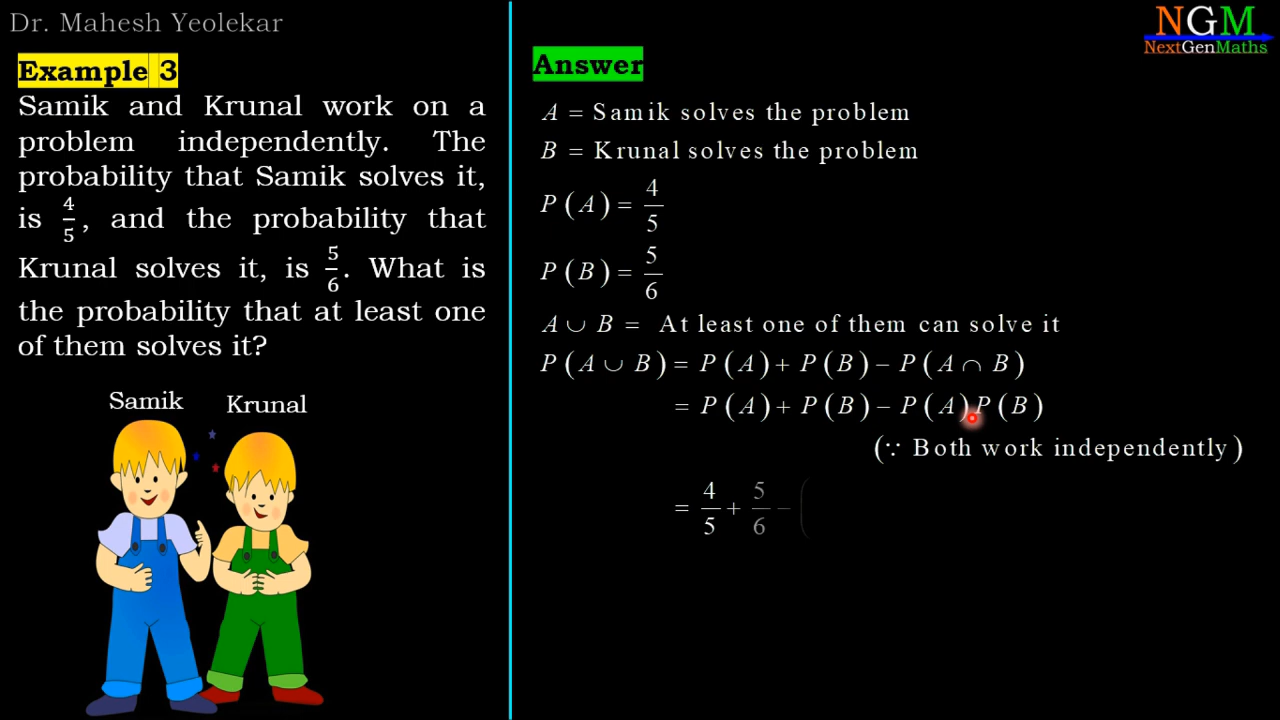 Dr. Mahesh Yeolekar
NGM
NextGenMaths
Example 3
Samik and Krunal work on a
problem independently. The
probability that Samik solves it,
is 4/5, and the probability that
Krunal solves it, is 5/6. What is
the probability that at least one
of them solves it?
Samik Krunal
Answer
A = Samik solves the problem
B = Krunal solves the problem
P(A) = 4/5
P(B) = 5/6
A ∪ B = At least one of them can solve it
P(A ∪ B) = P(A) + P(B) − P(A ∩ B)
= P(A) + P(B) − P(A)P(B)
(∵ Both work independently)
= 4/5 + 5/6 − (